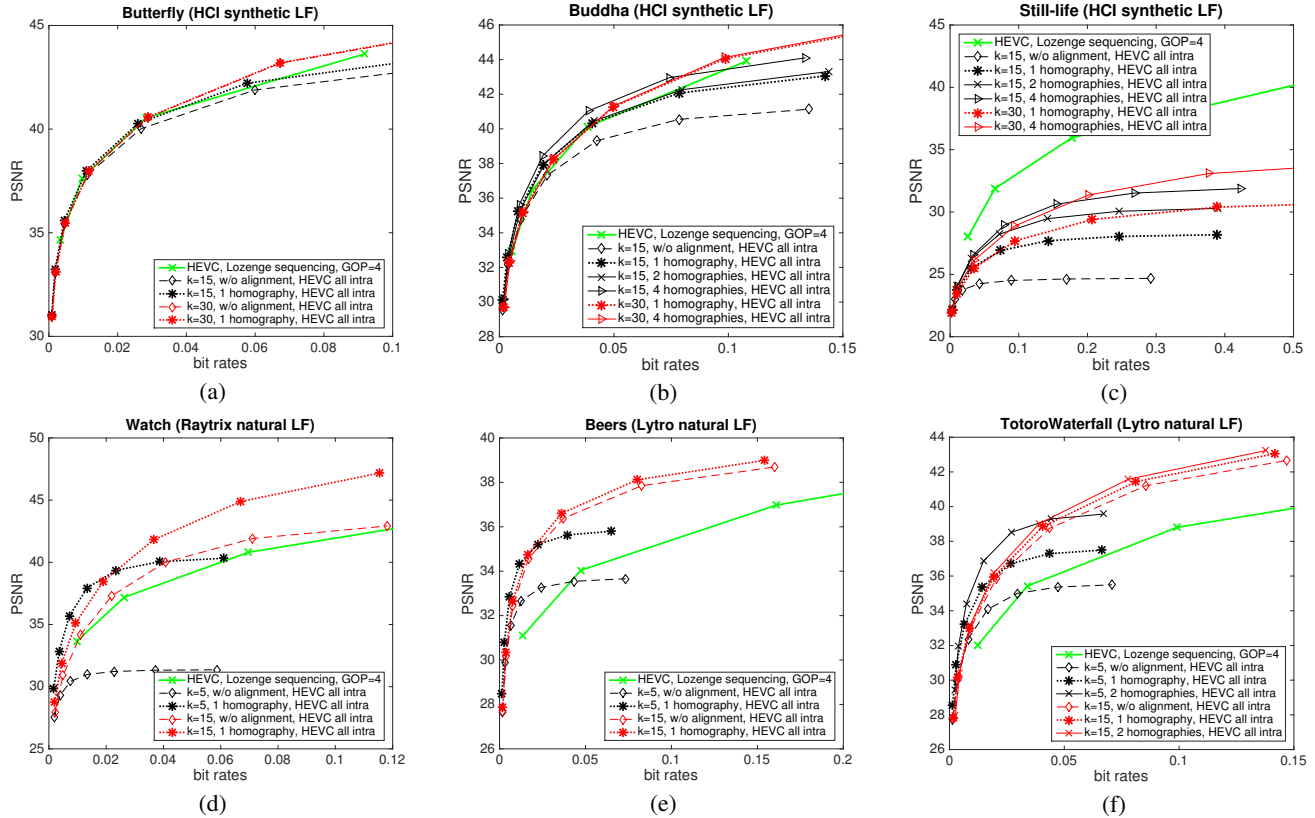 Butterfly (HCI synthetic LF)
45
40
35
30
PSNR
0
0.02
0.04
0.06
0.08
0.1
bit rates
HEVC, Lozenge sequencing, GOP=4
k=15, w/o alignment, HEVC all intra
k=15, 1 homography, HEVC all intra
k=30, w/o alignment, HEVC all intra
k=30, 1 homography, HEVC all intra
(a)
Buddha (HCI synthetic LF)
46
44
42
40
38
36
34
32
30
28
PSNR
0
0.05
0.1
0.15
bit rates
HEVC, Lozenge sequencing, GOP=4
k=15, w/o alignment, HEVC all intra
k=15, 1 homography, HEVC all intra
k=15, 2 homographies, HEVC all intra
k=15, 4 homographies, HEVC all intra
k=30, 1 homography, HEVC all intra
k=30, 4 homographies, HEVC all intra
(b)
Still-life (HCI synthetic LF)
45
40
35
30
25
20
PSNR
0
0.1
0.2
0.3
0.4
0.5
bit rates
HEVC, Lozenge sequencing, GOP=4
k=15, w/o alignment, HEVC all intra
k=15, 1 homography, HEVC all intra
k=15, 2 homographies, HEVC all intra
k=15, 4 homographies, HEVC all intra
k=30, 1 homography, HEVC all intra
k=30, 4 homographies, HEVC all intra
(c)
Watch (Raytrix natural LF)
50
45
40
35
30
25
PSNR
0
0.02
0.04
0.06
0.08
0.1
0.12
bit rates
HEVC, Lozenge sequencing, GOP=4
k=5, w/o alignment, HEVC all intra
k=5, 1 homography, HEVC all intra
k=15, w/o alignment, HEVC all intra
k=15, 1 homography, HEVC all intra
(d)
Beers (Lytro natural LF)
40
38
36
34
32
30
28
26
PSNR
0
0.05
0.1
0.15
0.2
bit rates
HEVC, Lozenge sequencing, GOP=4
k=5, w/o alignment, HEVC all intra
k=5, 1 homography, HEVC all intra
k=15, w/o alignment, HEVC all intra
k=15, 1 homography, HEVC all intra
(e)
TotoroWaterfall (Lytro natural LF)
44
42
40
38
36
34
32
30
28
26
PSNR
0
0.05
0.1
0.15
bit rates
HEVC, Lozenge sequencing, GOP=4
k=5, w/o alignment, HEVC all intra
k=5, 1 homography, HEVC all intra
k=5, 2 homographies, HEVC all intra
k=15, w/o alignment, HEVC all intra
k=15, 1 homography, HEVC all intra
k=15, 2 homographies, HEVC all intra
(f)